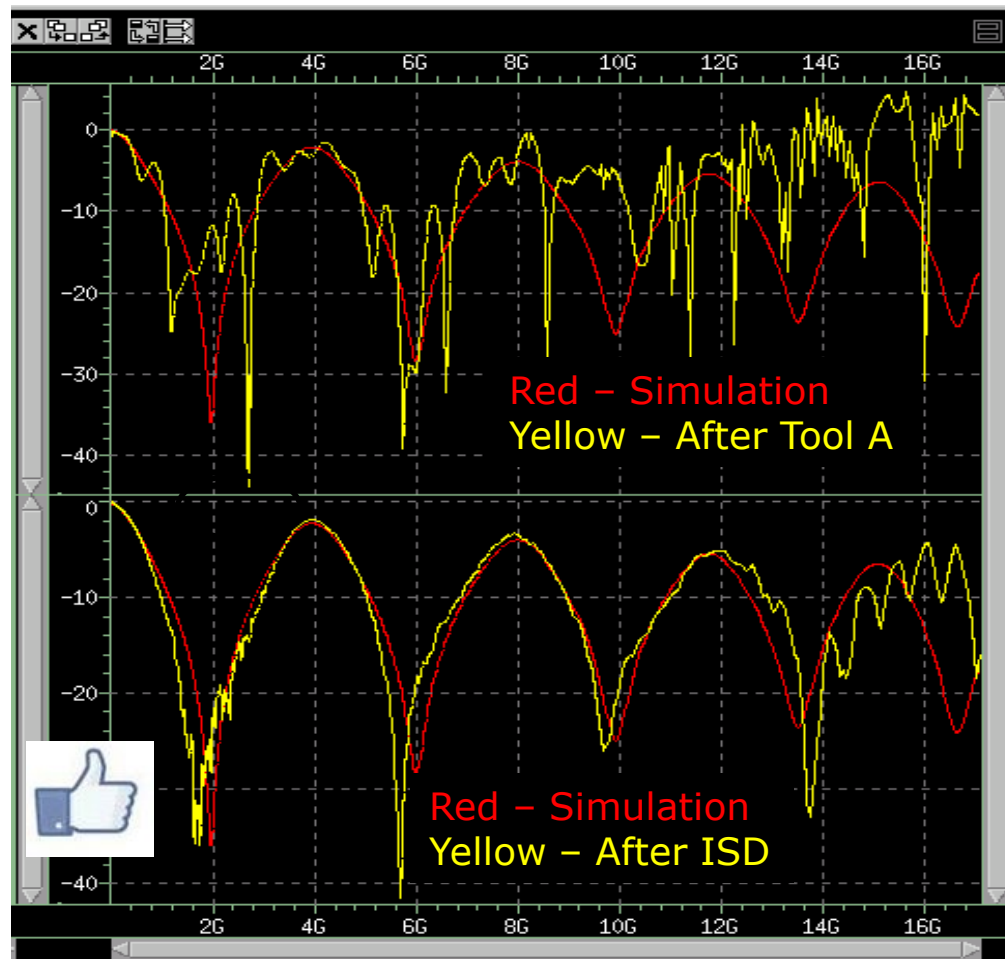 2G 4G 6G 8G 10G 12G 14G 16G
0
-10
-20
-30
-40
Red – Simulation
Yellow – After Tool A
0
-10
-20
-40
Red – Simulation
Yellow – After ISD
2G 4G 6G 8G 10G 12G 14G 16G